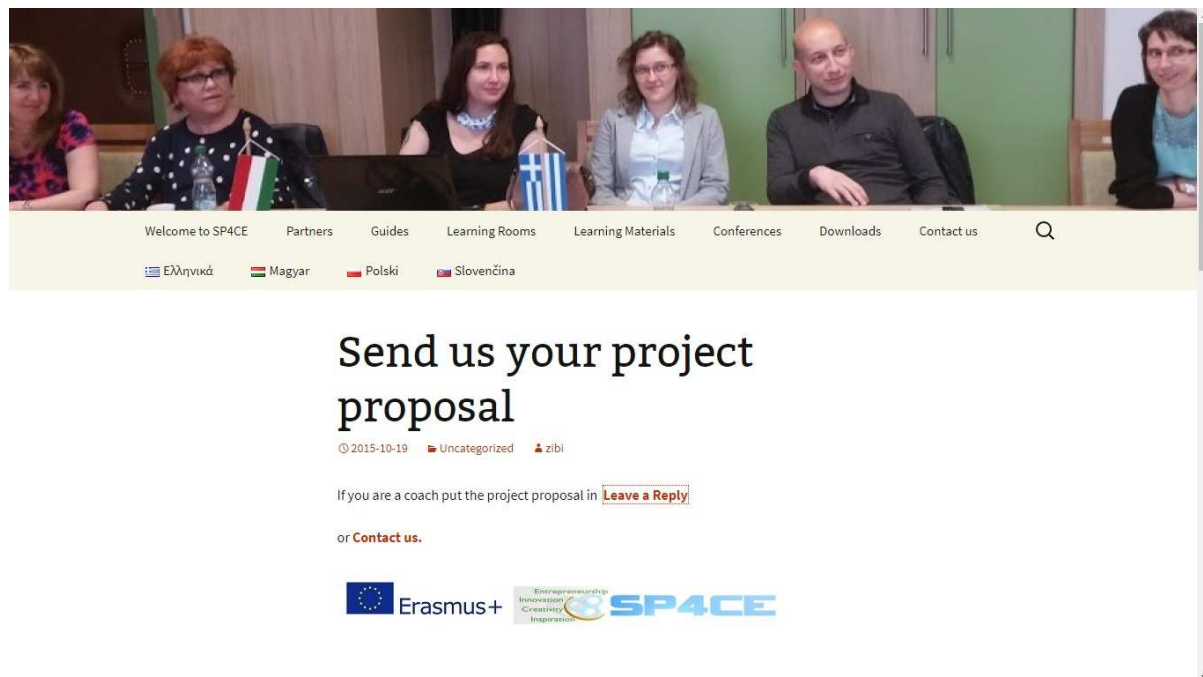 acer
Welcome to SP4CE Partners Guides Learning Rooms Learning Materials Conferences Downloads Contact us
Ελληνικά Magyar Polski Slovenčina
Send us your project
proposal
2015-10-19 Uncategorized zibi
If you are a coach put the project proposal in Leave a Reply
or Contact us.
Erasmus+
Entrepreneurship
Innovation
Creativity
Inspiration
SP4CE